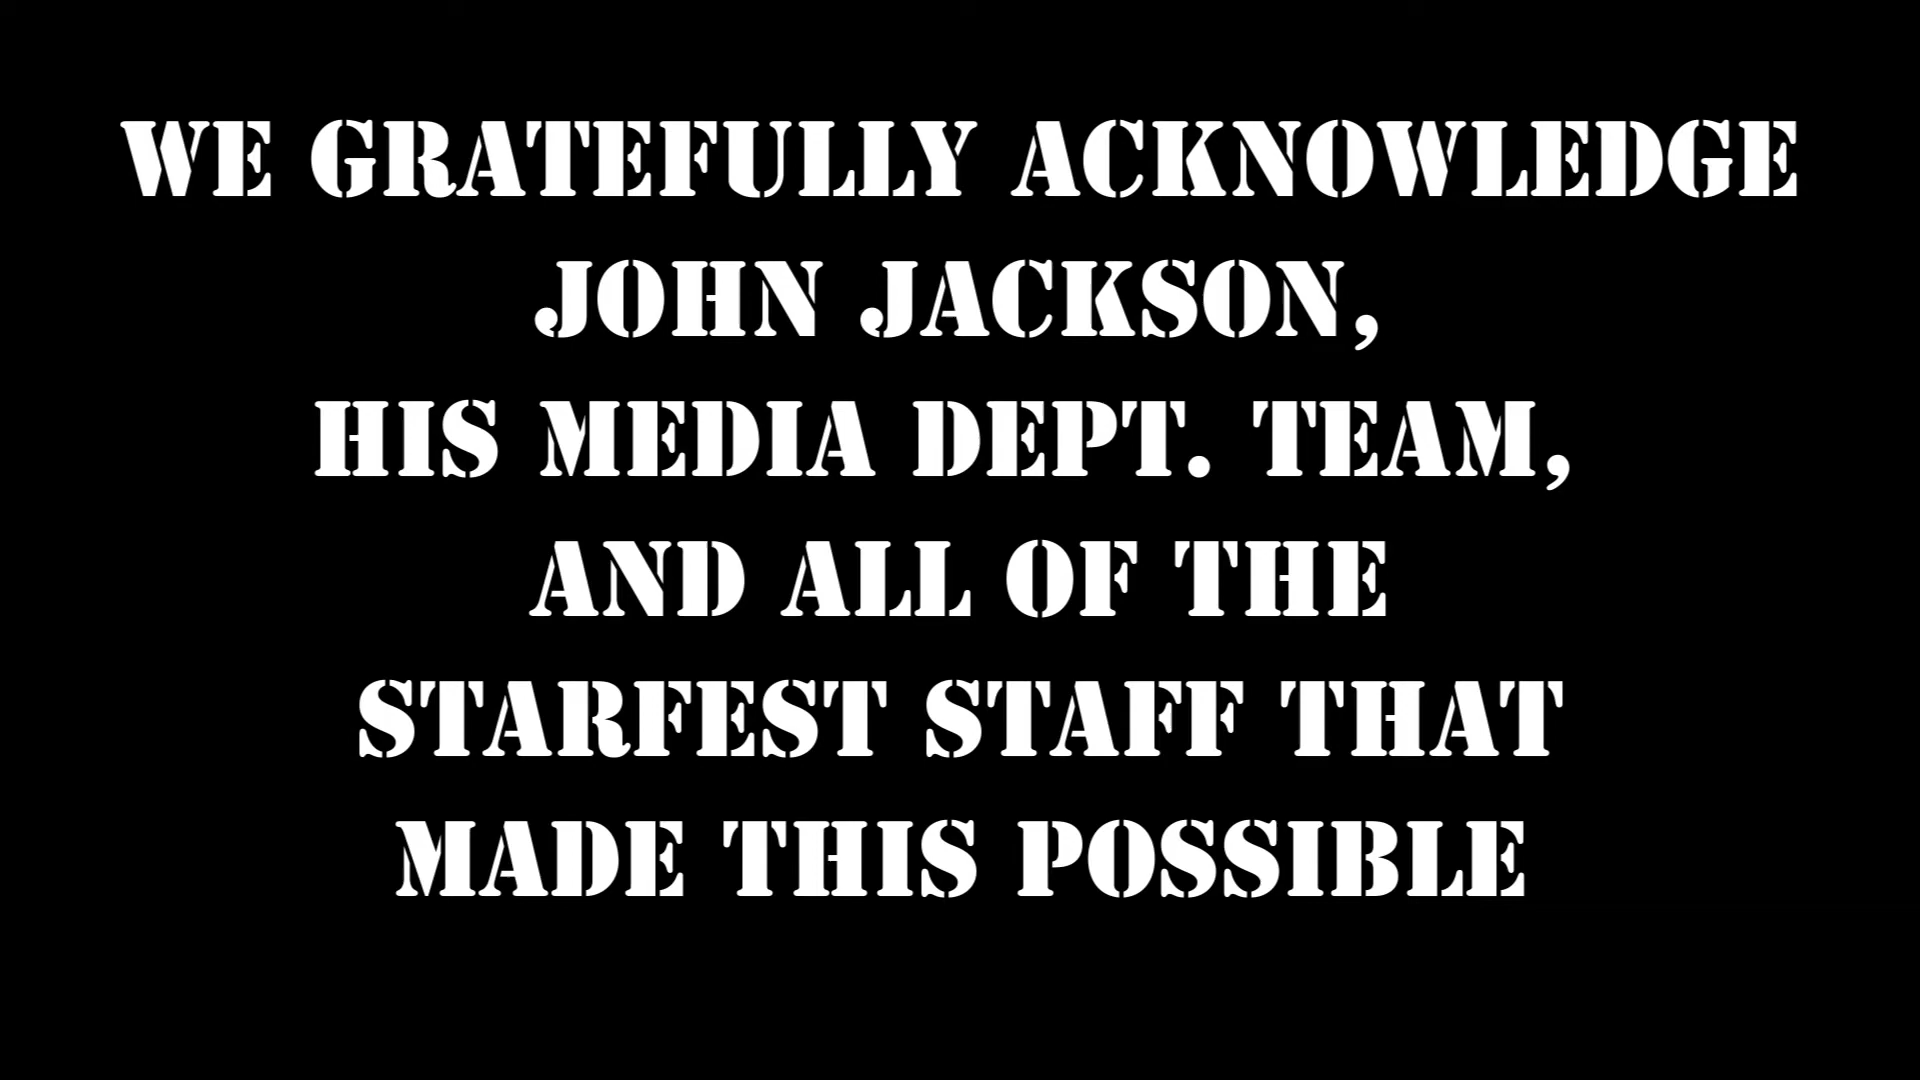 WE GRATEFULLY ACKNOWLEDGE
JOHN JACKSON,
HIS MEDIA DEPT. TEAM,
AND ALL OF THE
STARFEST STAFF THAT
MADE THIS POSSIBLE